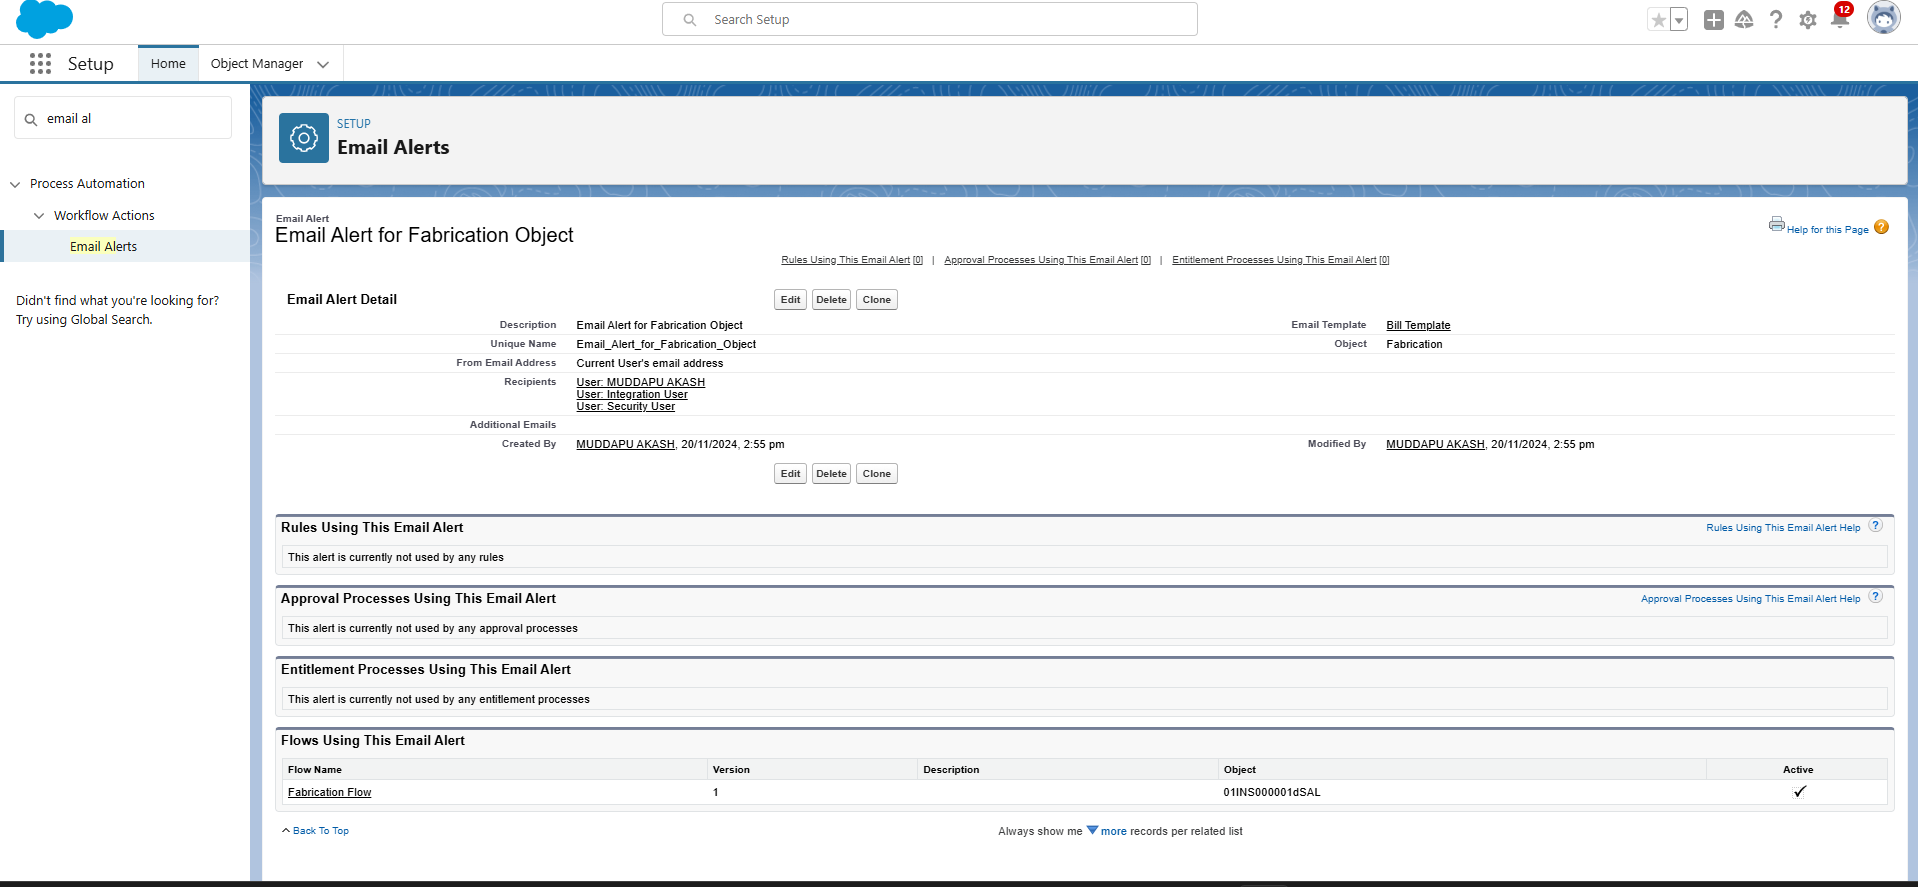 Search Setup
12
Setup
Home
Object Manager
email al
SETUP
Email Alerts
Process Automation
Workflow Actions
Email Alerts
Didn't find what you're looking for?
Try using Global Search.
Email Alert
Email Alert for Fabrication Object
Help for this Page ?
Rules Using This Email Alert [0] | Approval Processes Using This Email Alert [0] | Entitlement Processes Using This Email Alert [0]
Email Alert Detail
Edit Delete Clone
Description Email Alert for Fabrication Object Email Template Bill Template
Unique Name Email_Alert_for_Fabrication_Object Object Fabrication
From Email Address Current User's email address
Recipients User: MUDDAPU AKASH
User: Integration User
User: Security User
Additional Emails
Created By MUDDAPU AKASH, 20/11/2024, 2:55 pm Modified By MUDDAPU AKASH, 20/11/2024, 2:55 pm
Edit Delete Clone
Rules Using This Email Alert Rules Using This Email Alert Help ?
This alert is currently not used by any rules
Approval Processes Using This Email Alert Approval Processes Using This Email Alert Help ?
This alert is currently not used by any approval processes
Entitlement Processes Using This Email Alert
This alert is currently not used by any entitlement processes
Flows Using This Email Alert
Flow Name Version Description Object Active
Fabrication Flow 1 01INS000001dSAL
Back To Top Always show me more records per related list